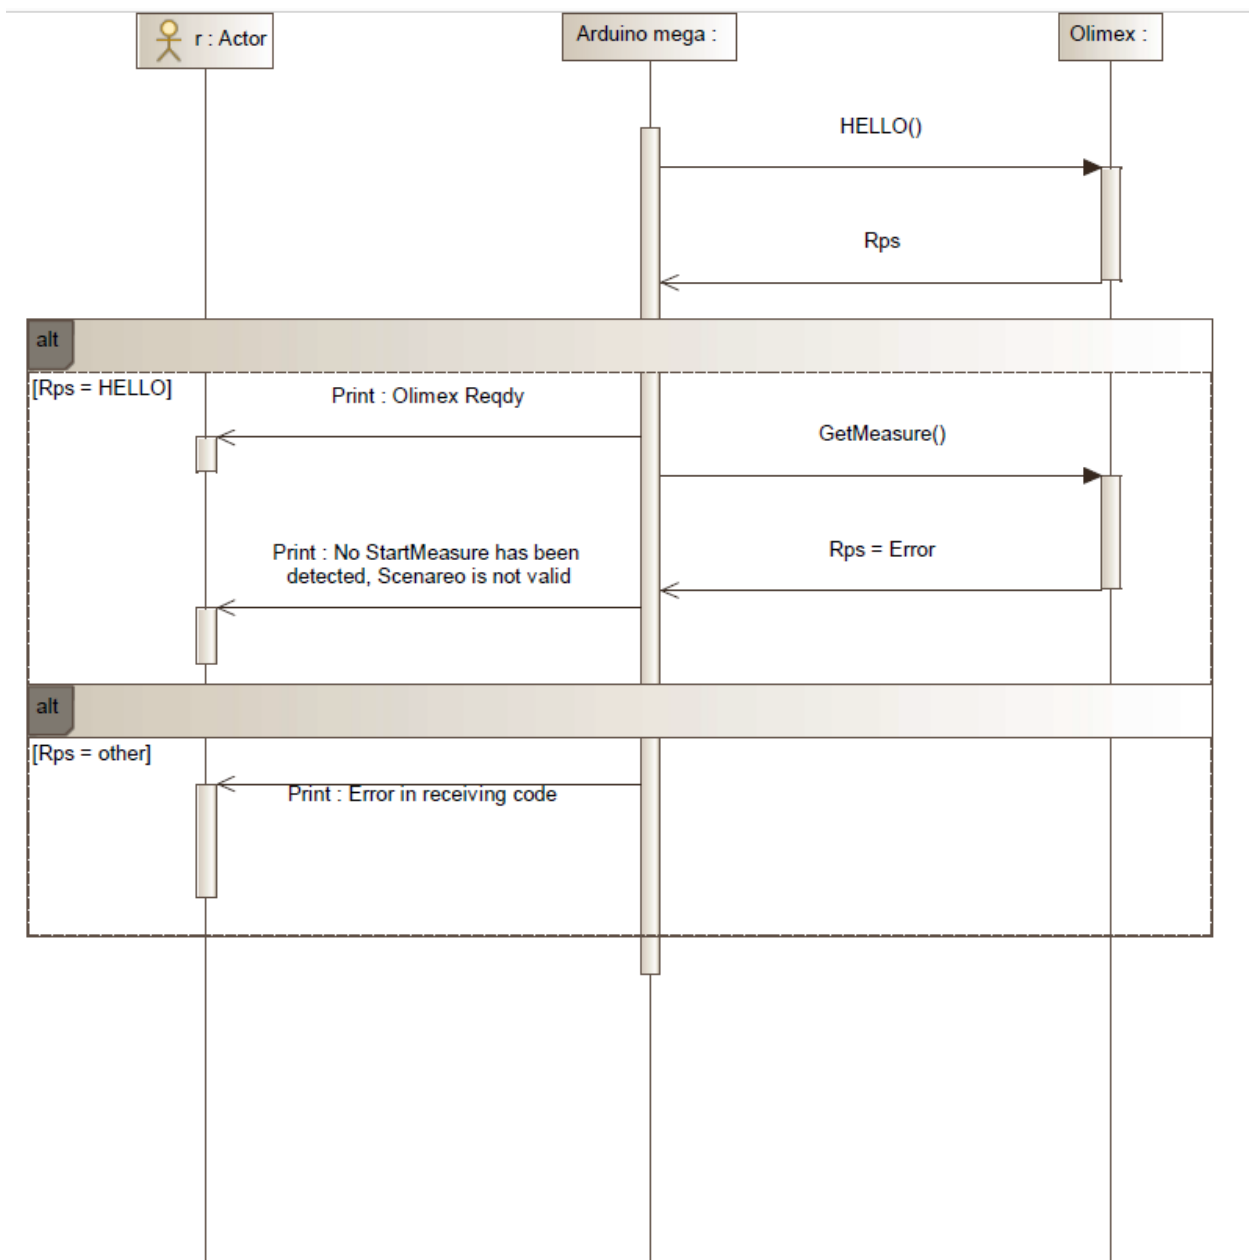 r : Actor
Arduino mega :
Olimex :
HELLO()
Rps
alt
[Rps = HELLO]
Print : Olimex Reqdy
GetMeasure()
Print : No StartMeasure has been
detected, Scenareo is not valid
Rps = Error
alt
[Rps = other]
Print : Error in receiving code